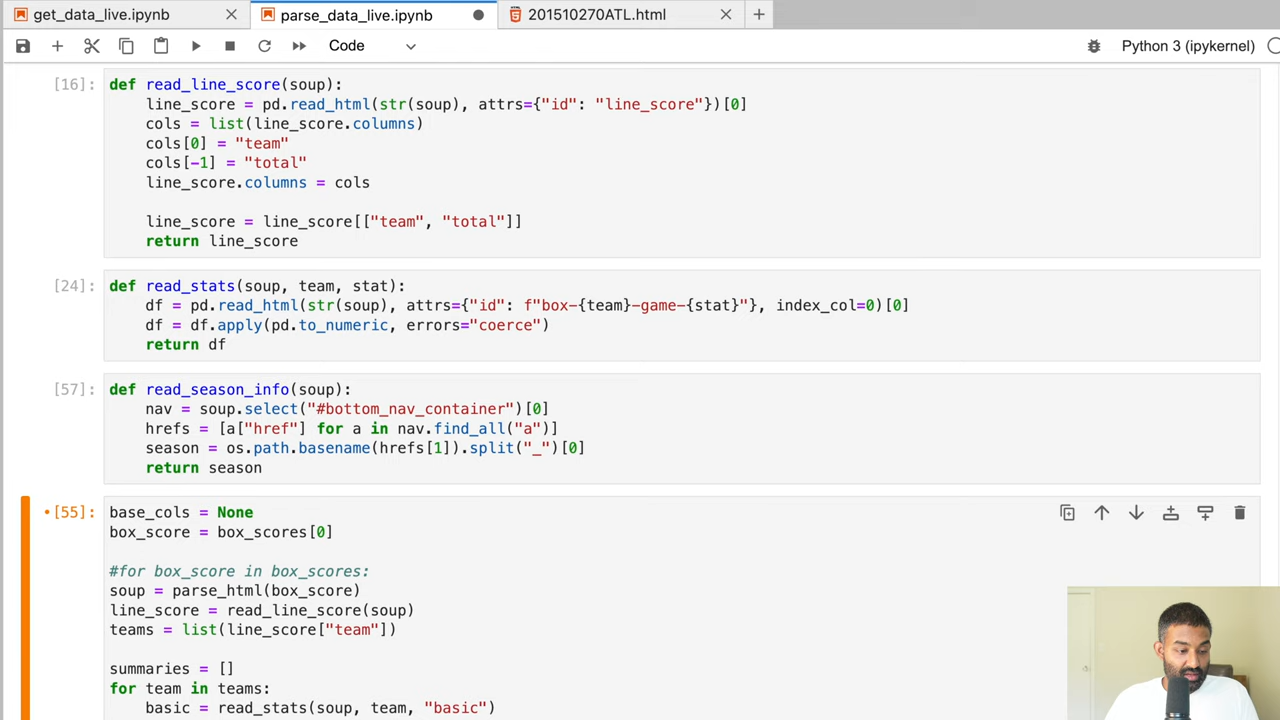 get_data_live.ipynb
parse_data_live.ipynb
201510270ATL.html
Code
Python 3 (ipykernel)
[16]:
def read_line_score(soup):
    line_score = pd.read_html(str(soup), attrs={"id": "line_score"})[0]
    cols = list(line_score.columns)
    cols[0] = "team"
    cols[-1] = "total"
    line_score.columns = cols
    line_score = line_score[["team", "total"]]
    return line_score
[24]:
def read_stats(soup, team, stat):
    df = pd.read_html(str(soup), attrs={"id": f"box-{team}-game-{stat}"}, index_col=0)[0]
    df = df.apply(pd.to_numeric, errors="coerce")
    return df
[57]:
def read_season_info(soup):
    nav = soup.select("#bottom_nav_container")[0]
    hrefs = [a["href"] for a in nav.find_all("a")]
    season = os.path.basename(hrefs[1]).split("_")[0]
    return season
[55]:
base_cols = None
box_score = box_scores[0]
#for box_score in box_scores:
soup = parse_html(box_score)
line_score = read_line_score(soup)
teams = list(line_score["team"])
summaries = []
for team in teams:
    basic = read_stats(soup, team, "basic")